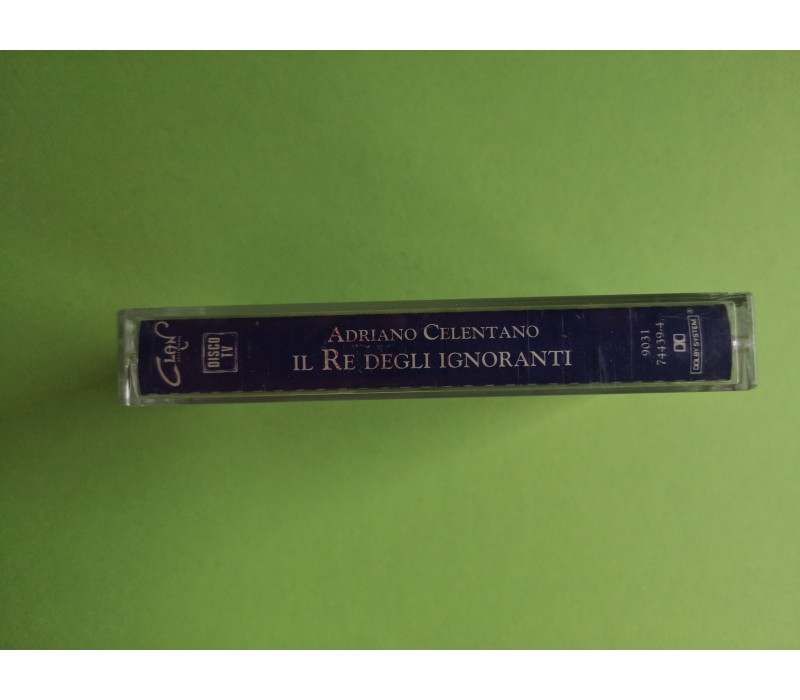 Clan
DISCO
TV
ADRIANO CELENTANO
IL RE DEGLI IGNORANTI
9031
74439-4
DOLBY SYSTEM®